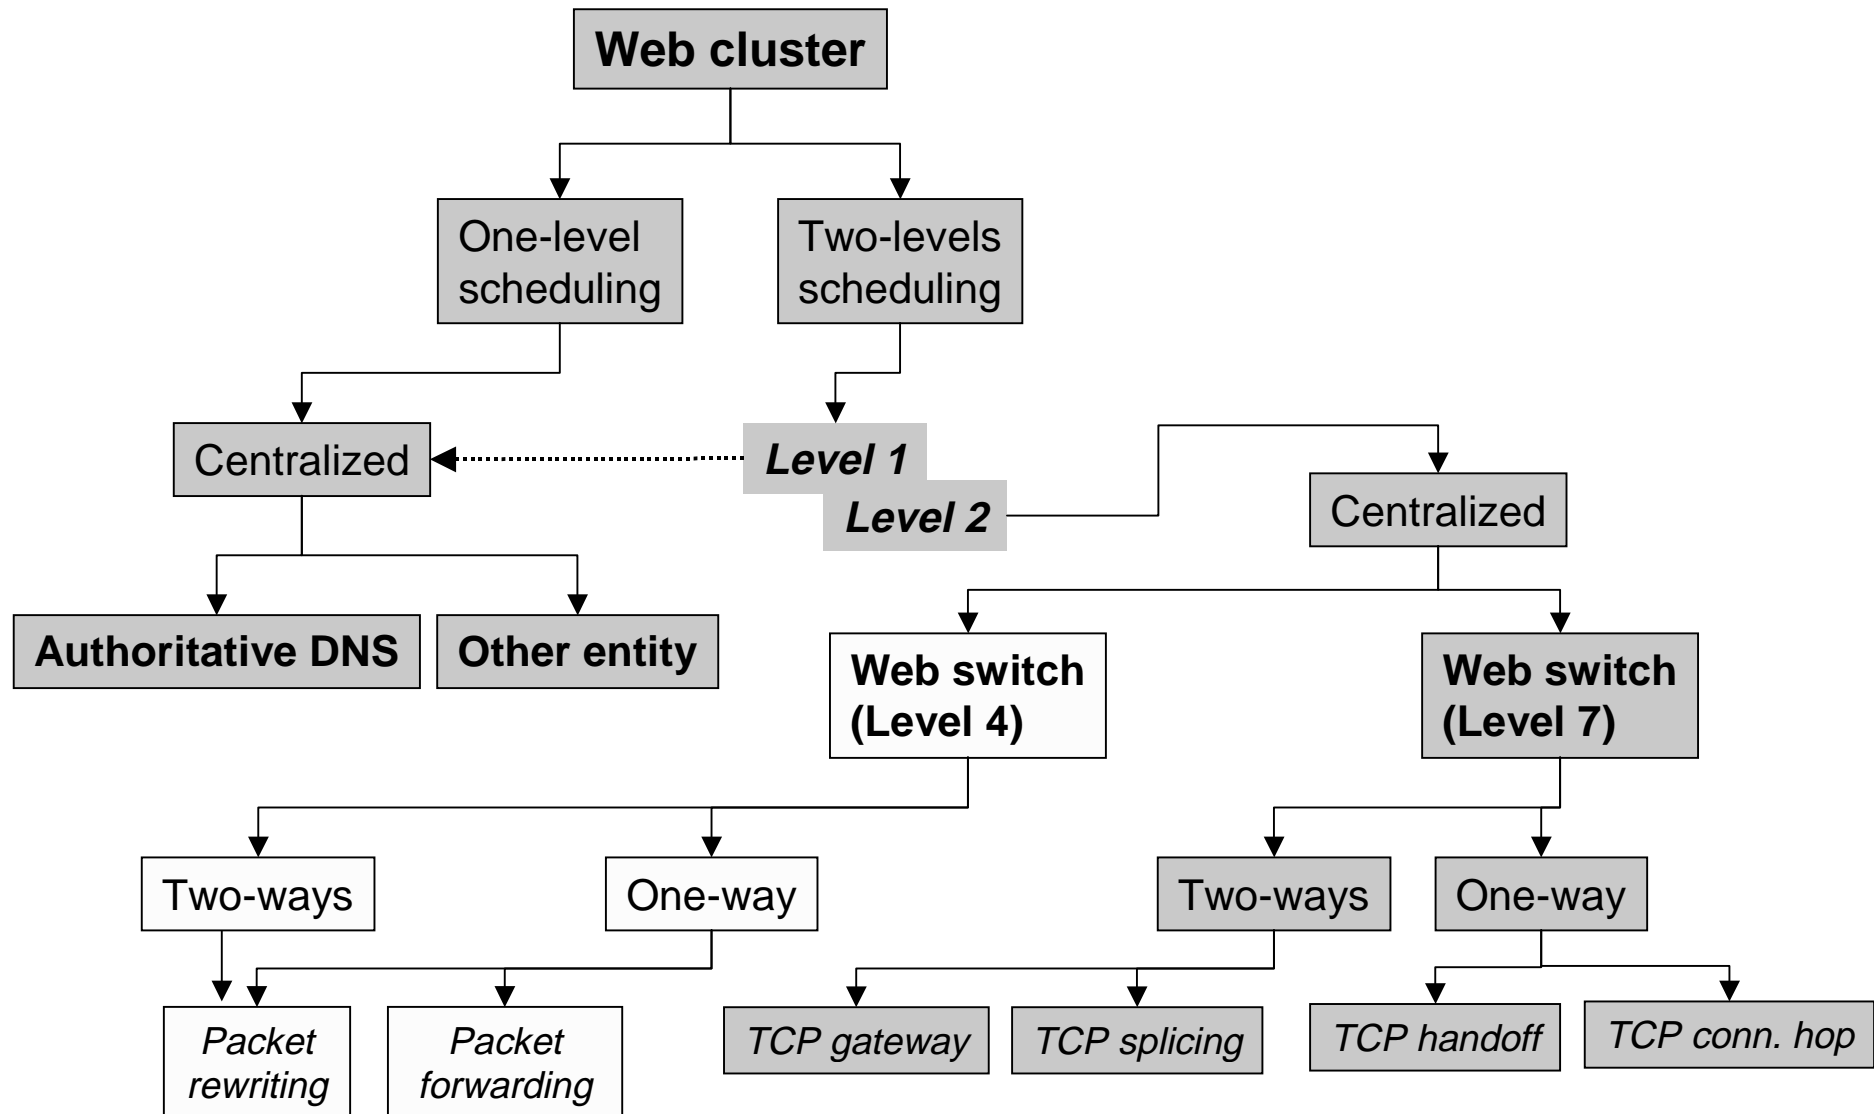 Web cluster
One-level
scheduling
Two-levels
scheduling
Centralized
Level 1
Level 2
Centralized
Authoritative DNS
Other entity
Web switch
(Level 4)
Web switch
(Level 7)
Two-ways
One-way
Two-ways
One-way
Packet
rewriting
Packet
forwarding
TCP gateway
TCP splicing
TCP handoff
TCP conn. hop